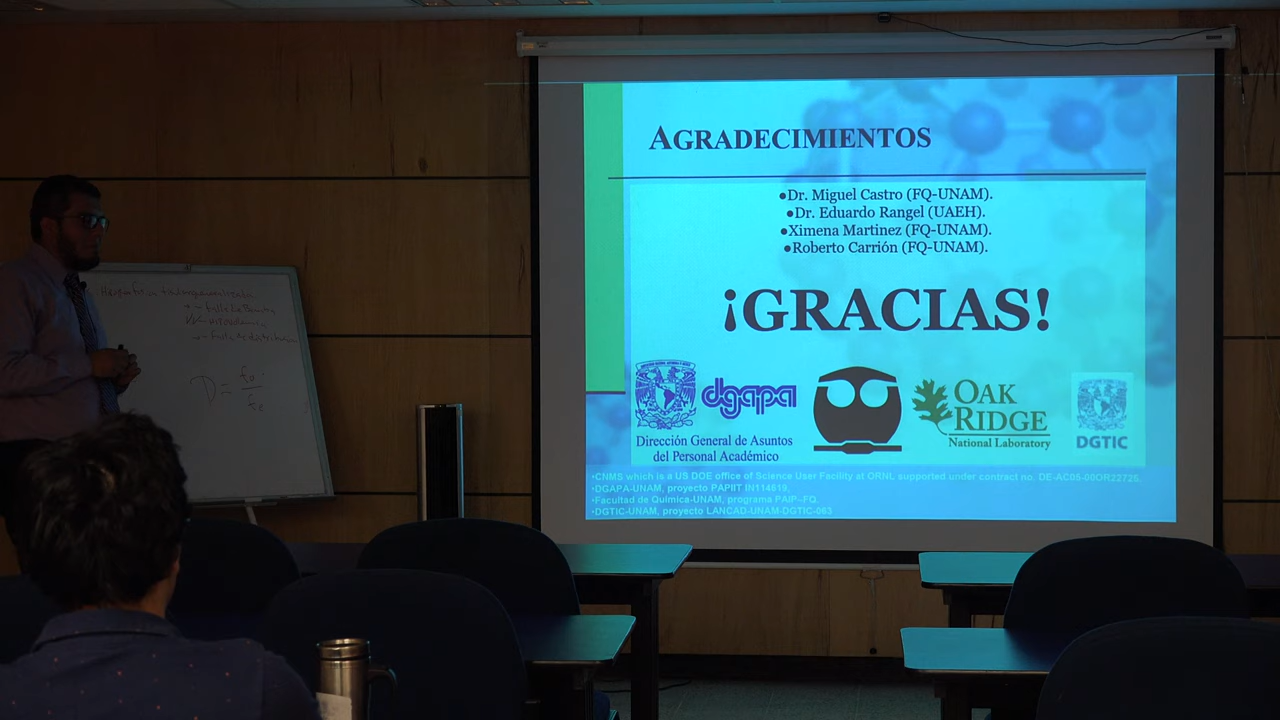 AGRADECIMIENTOS
●Dr. Miguel Castro (FQ-UNAM).
●Dr. Eduardo Rangel (UAEH).
●Ximena Martinez (FQ-UNAM).
●Roberto Carrión (FQ-UNAM).
¡GRACIAS!
dgapa
Dirección General de Asuntos
del Personal Académico
OAK
RIDGE
National Laboratory
DGTIC
•CNMS which is a US DOE office of Science User Facility at ORNL supported under contract no. DE-AC05-00OR22725.
•DGAPA-UNAM, proyecto PAPIIT IN114619,
•Facultad de Química-UNAM, programa PAIP–FQ.
•DGTIC-UNAM, proyecto LANCAD-UNAM-DGTIC-063
D =